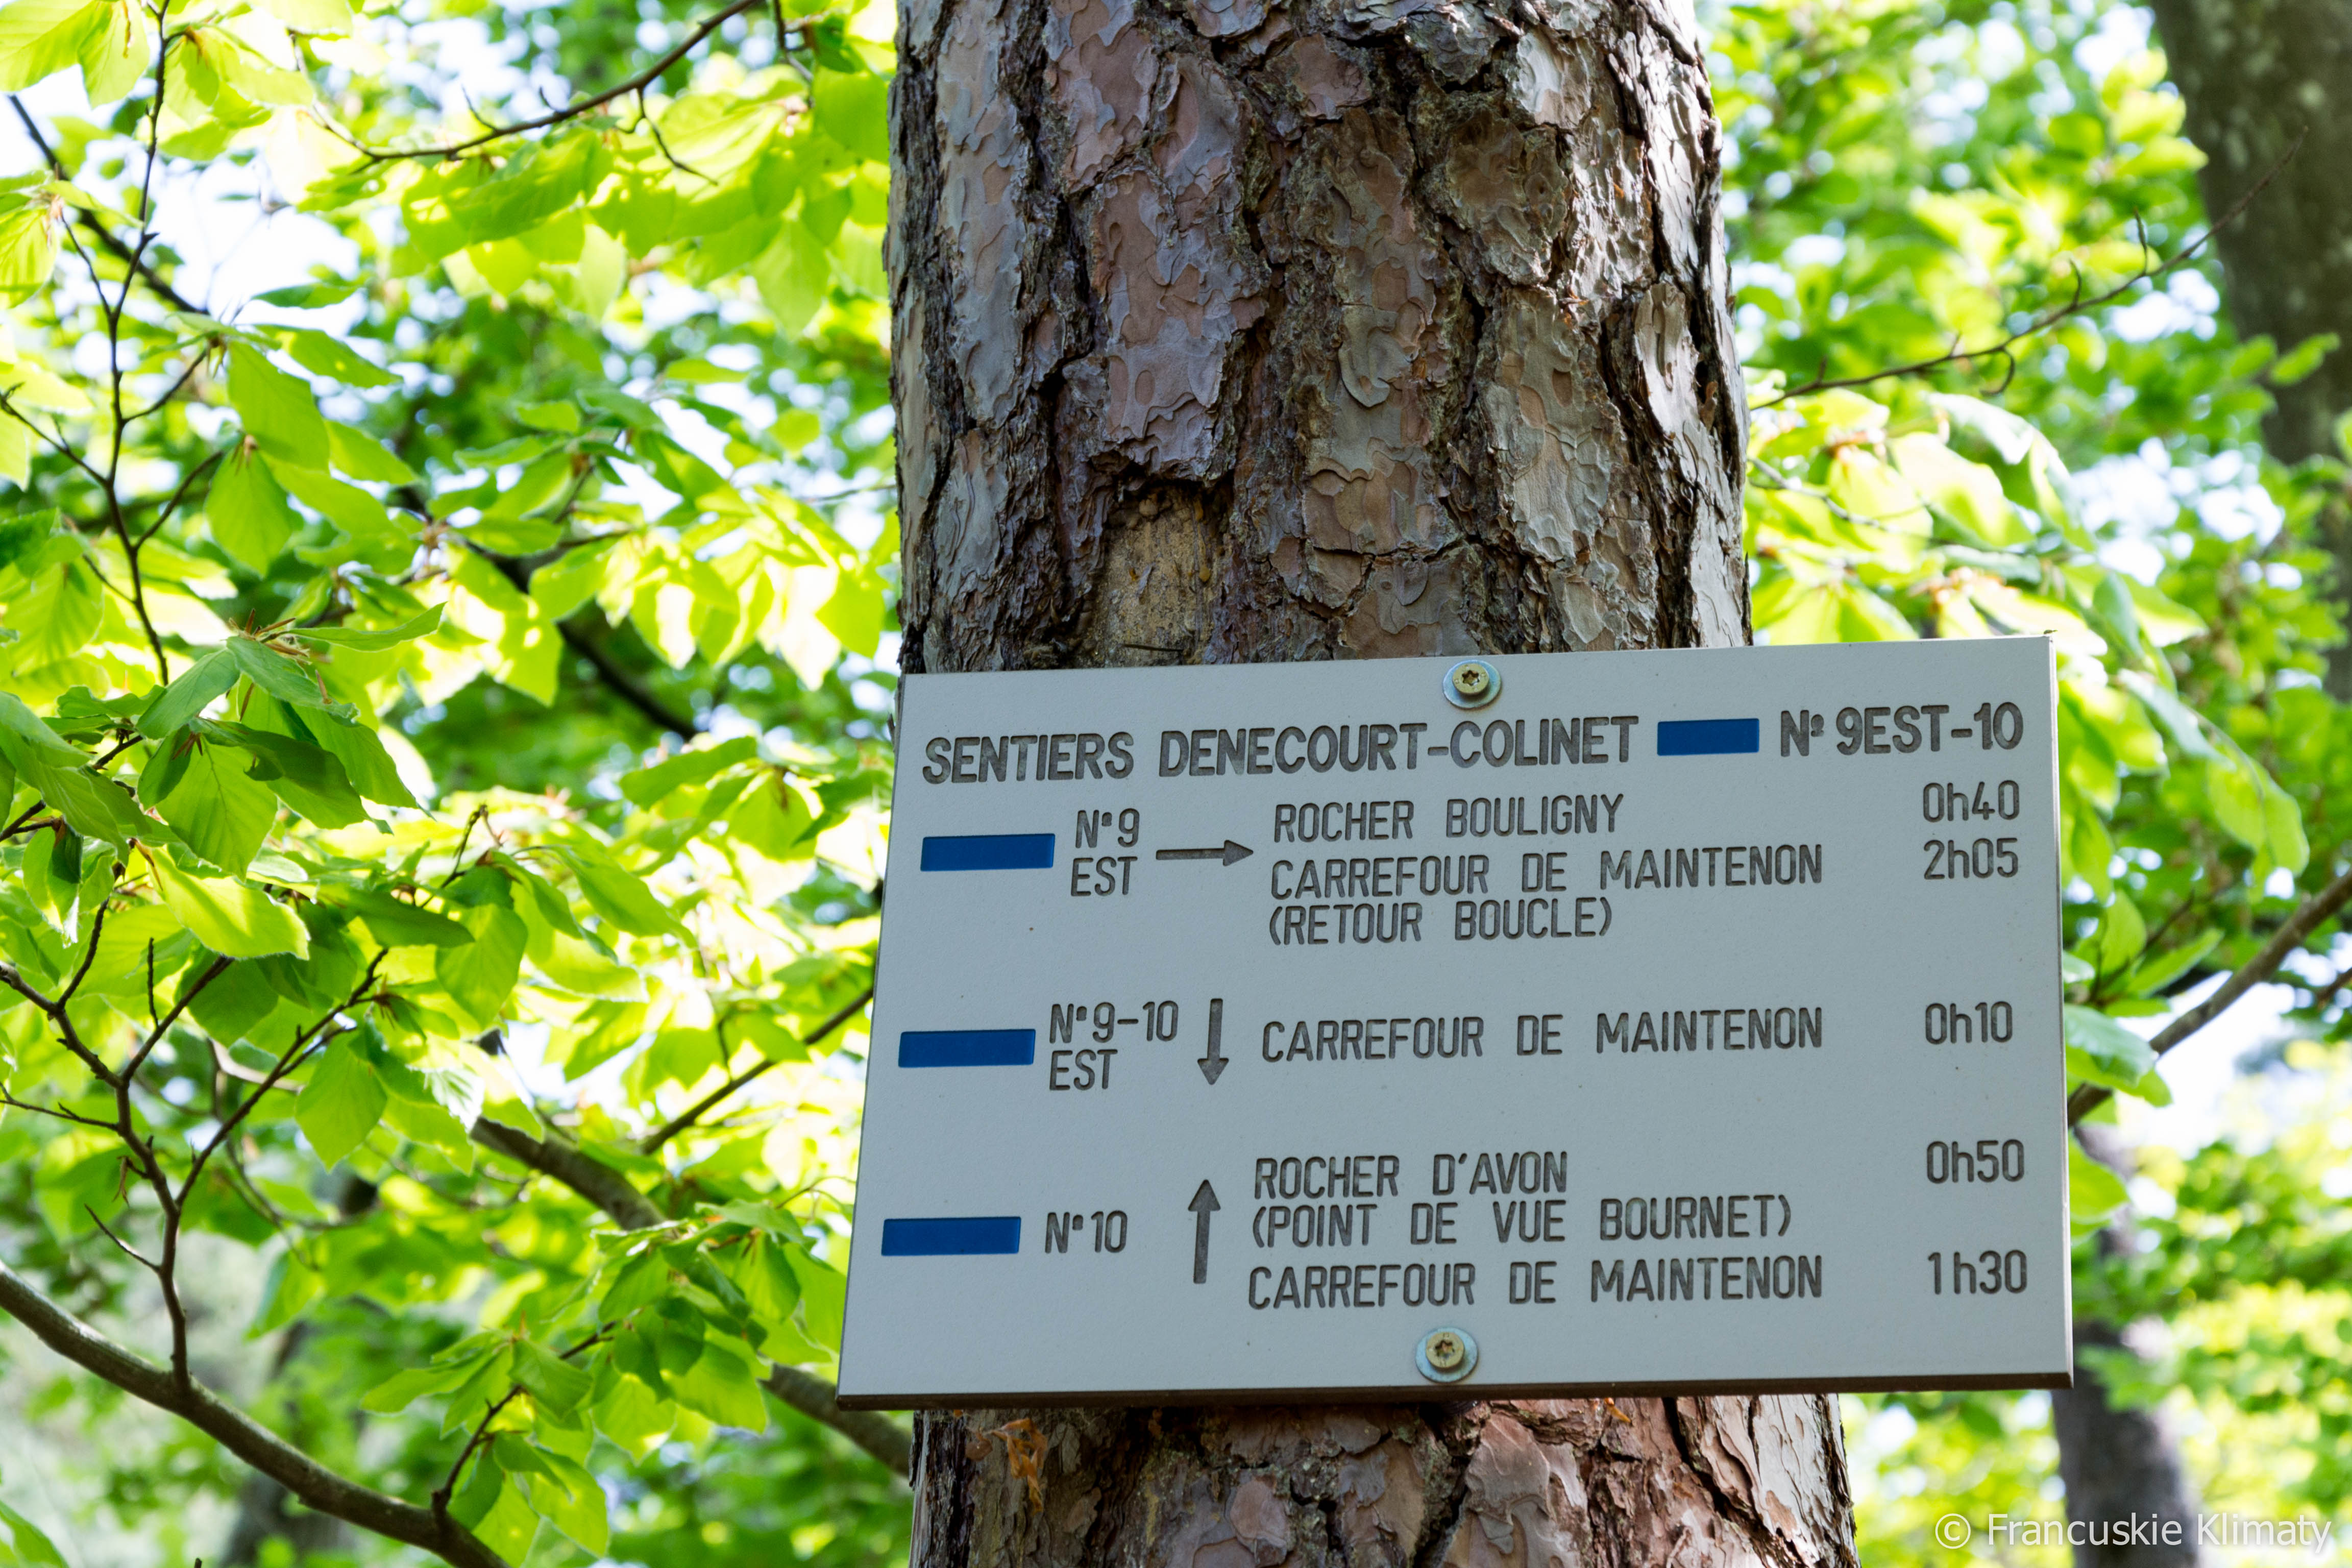 SENTIERS DENECOURT-COLINET N° 9EST-10
N°9 EST → ROCHER BOULIGNY 0h40
CARREFOUR DE MAINTENON 2h05
(RETOUR BOUCLE)
N°9-10 EST ↓ CARREFOUR DE MAINTENON 0h10
ROCHER D'AVON 0h50
(POINT DE VUE BOURNET)
N°10 ↑
CARREFOUR DE MAINTENON 1h30
© Francuskie Klimaty